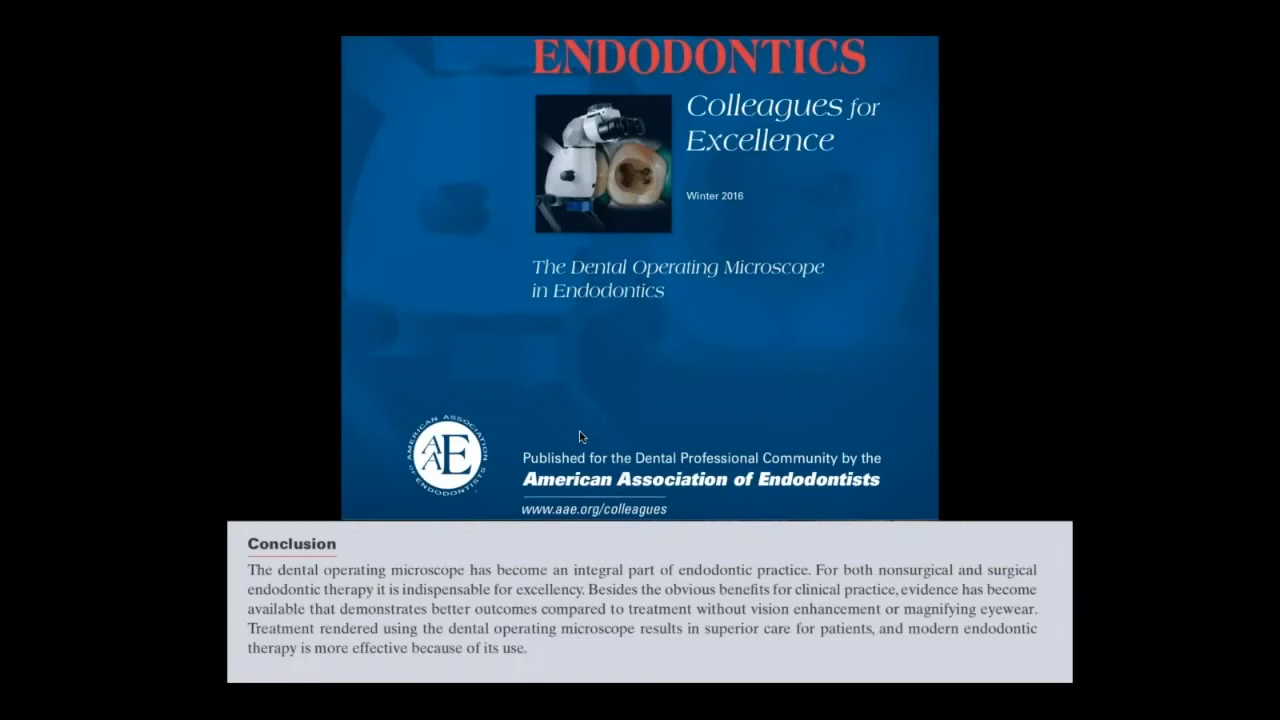 ENDODONTICS
Colleagues for
Excellence
Winter 2016
The Dental Operating Microscope
in Endodontics
AMERICAN ASSOCIATION
AAE
OF ENDODONTISTS
Published for the Dental Professional Community by the
American Association of Endodontists
www.aae.org/colleagues
Conclusion
The dental operating microscope has become an integral part of endodontic practice. For both nonsurgical and surgical
endodontic therapy it is indispensable for excellency. Besides the obvious benefits for clinical practice, evidence has become
available that demonstrates better outcomes compared to treatment without vision enhancement or magnifying eyewear.
Treatment rendered using the dental operating microscope results in superior care for patients, and modern endodontic
therapy is more effective because of its use.